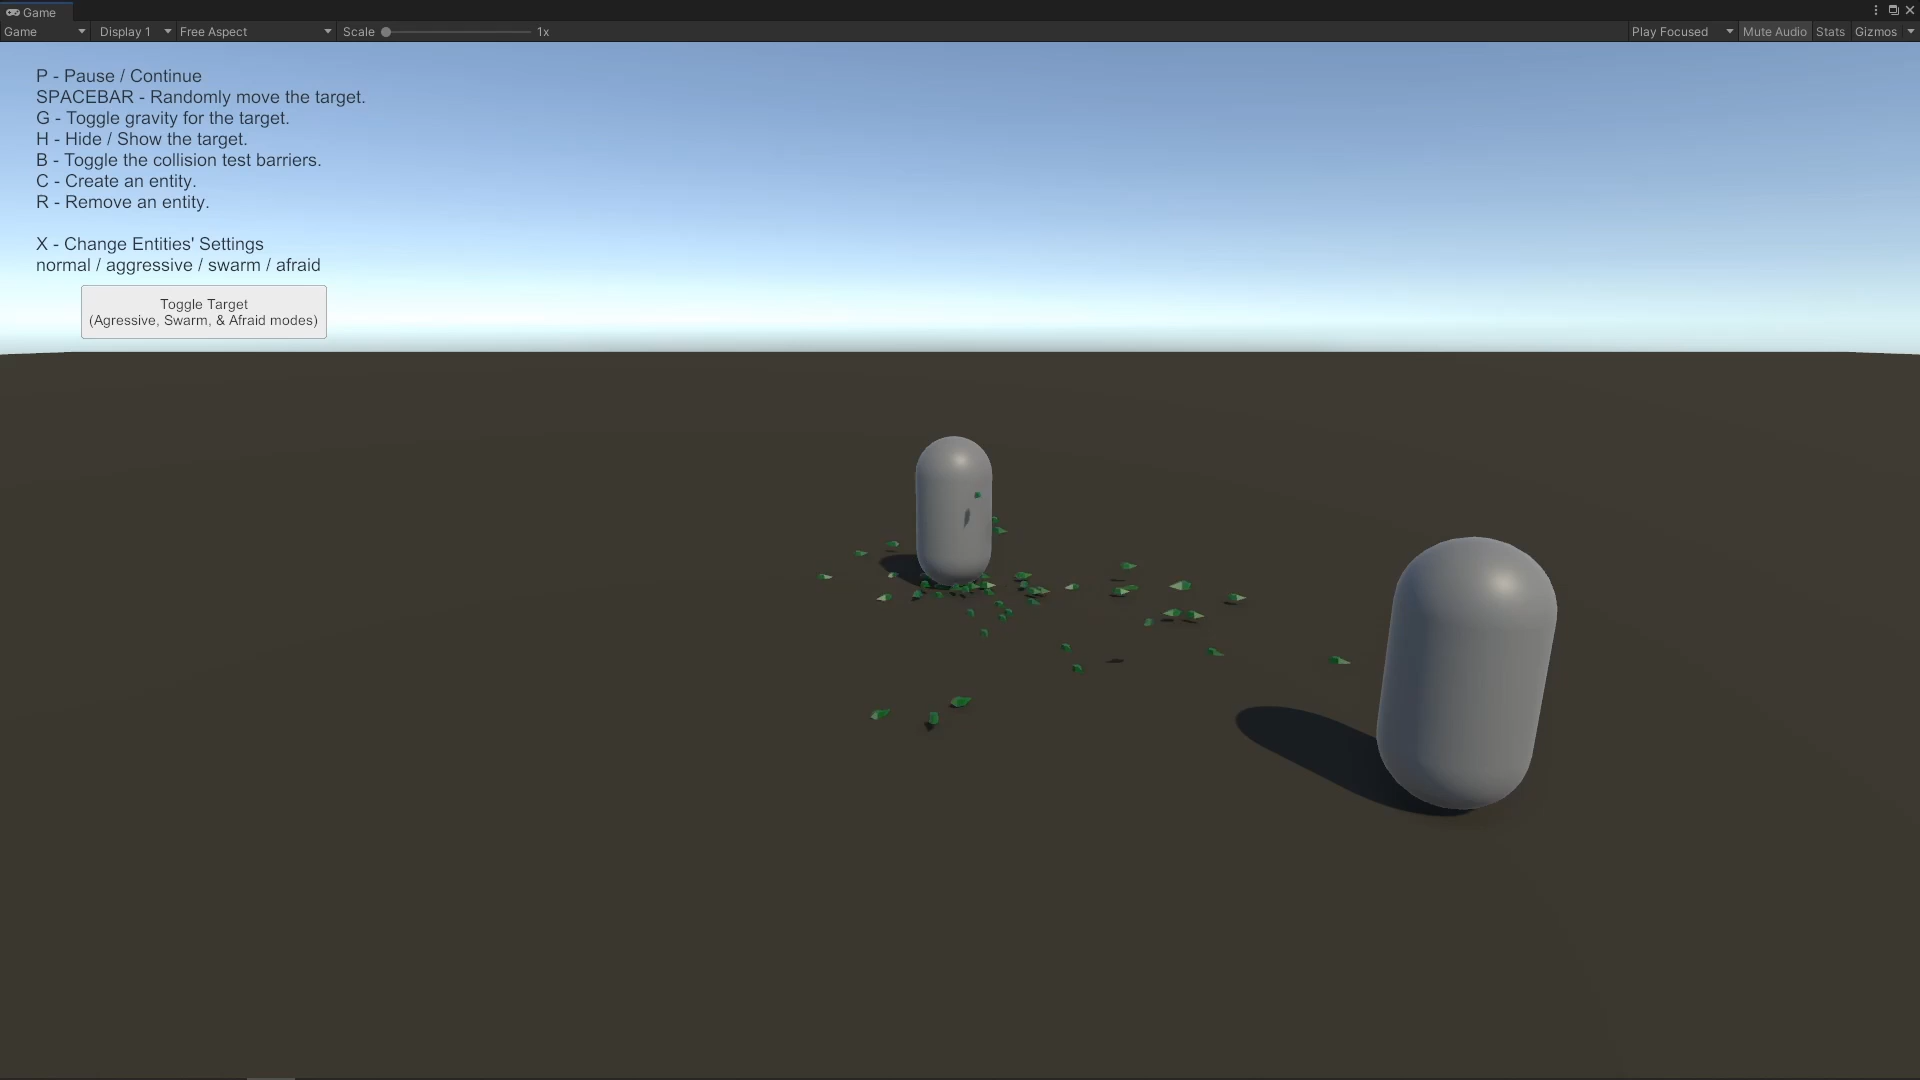 Game
Game Display 1 Free Aspect Scale 1x Play Focused Mute Audio Stats Gizmos
P - Pause / Continue
SPACEBAR - Randomly move the target.
G - Toggle gravity for the target.
H - Hide / Show the target.
B - Toggle the collision test barriers.
C - Create an entity.
R - Remove an entity.
X - Change Entities' Settings
normal / aggressive / swarm / afraid
Toggle Target
(Agressive, Swarm, & Afraid modes)